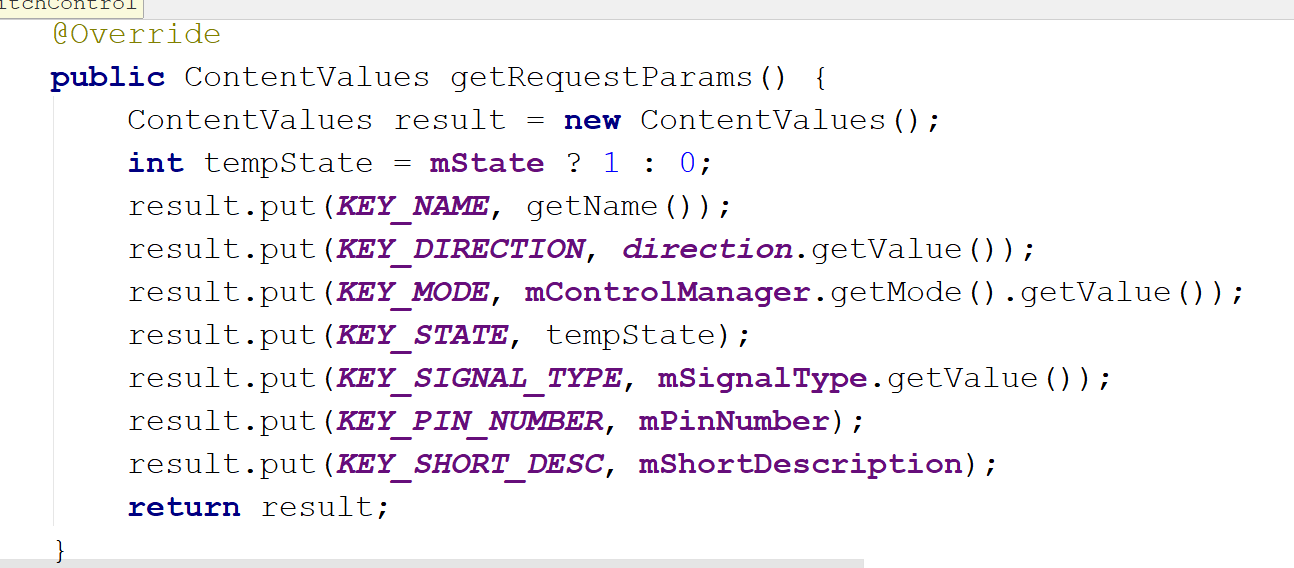 itchControl
@Override
public ContentValues getRequestParams() {
ContentValues result = new ContentValues();
int tempState = mState ? 1 : 0;
result.put(KEY_NAME, getName());
result.put(KEY_DIRECTION, direction.getValue());
result.put(KEY_MODE, mControlManager.getMode().getValue());
result.put(KEY_STATE, tempState);
result.put(KEY_SIGNAL_TYPE, mSignalType.getValue());
result.put(KEY_PIN_NUMBER, mPinNumber);
result.put(KEY_SHORT_DESC, mShortDescription);
return result;
}